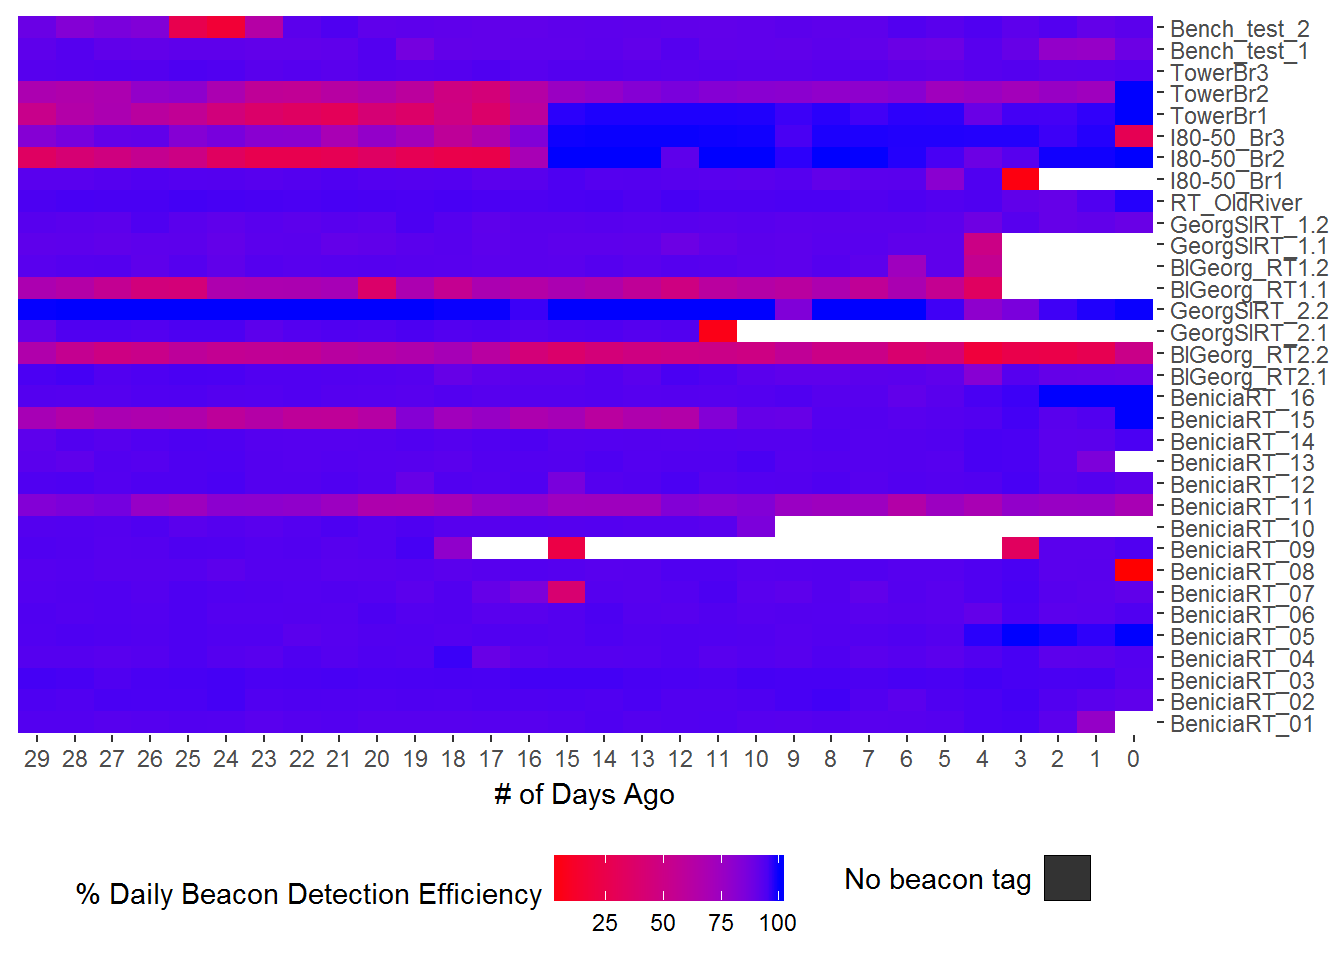 Bench_test_2
Bench_test_1
TowerBr3
TowerBr2
TowerBr1
I80-50_Br3
I80-50_Br2
I80-50_Br1
RT_OldRiver
GeorgSlRT_1.2
GeorgSlRT_1.1
BlGeorg_RT1.2
BlGeorg_RT1.1
GeorgSlRT_2.2
GeorgSlRT_2.1
BlGeorg_RT2.2
BlGeorg_RT2.1
BeniciaRT_16
BeniciaRT_15
BeniciaRT_14
BeniciaRT_13
BeniciaRT_12
BeniciaRT_11
BeniciaRT_10
BeniciaRT_09
BeniciaRT_08
BeniciaRT_07
BeniciaRT_06
BeniciaRT_05
BeniciaRT_04
BeniciaRT_03
BeniciaRT_02
BeniciaRT_01
29 28 27 26 25 24 23 22 21 20 19 18 17 16 15 14 13 12 11 10 9 8 7 6 5 4 3 2 1 0
# of Days Ago
% Daily Beacon Detection Efficiency
25 50 75 100
No beacon tag